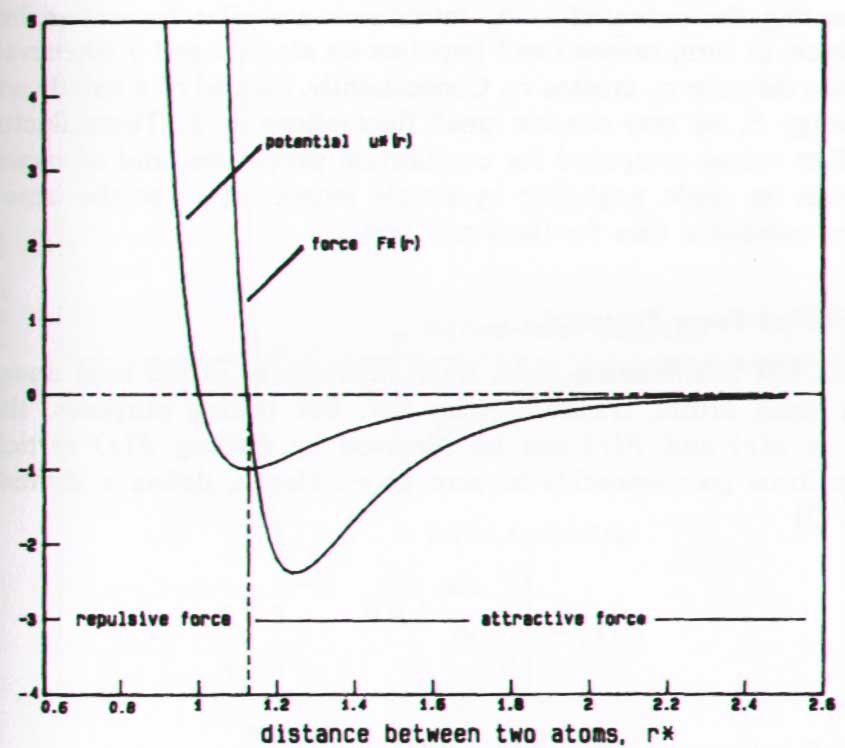 5
4
3
2
1
0
-1
-2
-3
-4
potential u*(r)
force F*(r)
repulsive force
attractive force
0.6 0.8 1 1.2 1.4 1.6 1.8 2 2.2 2.4 2.6
distance between two atoms, r*